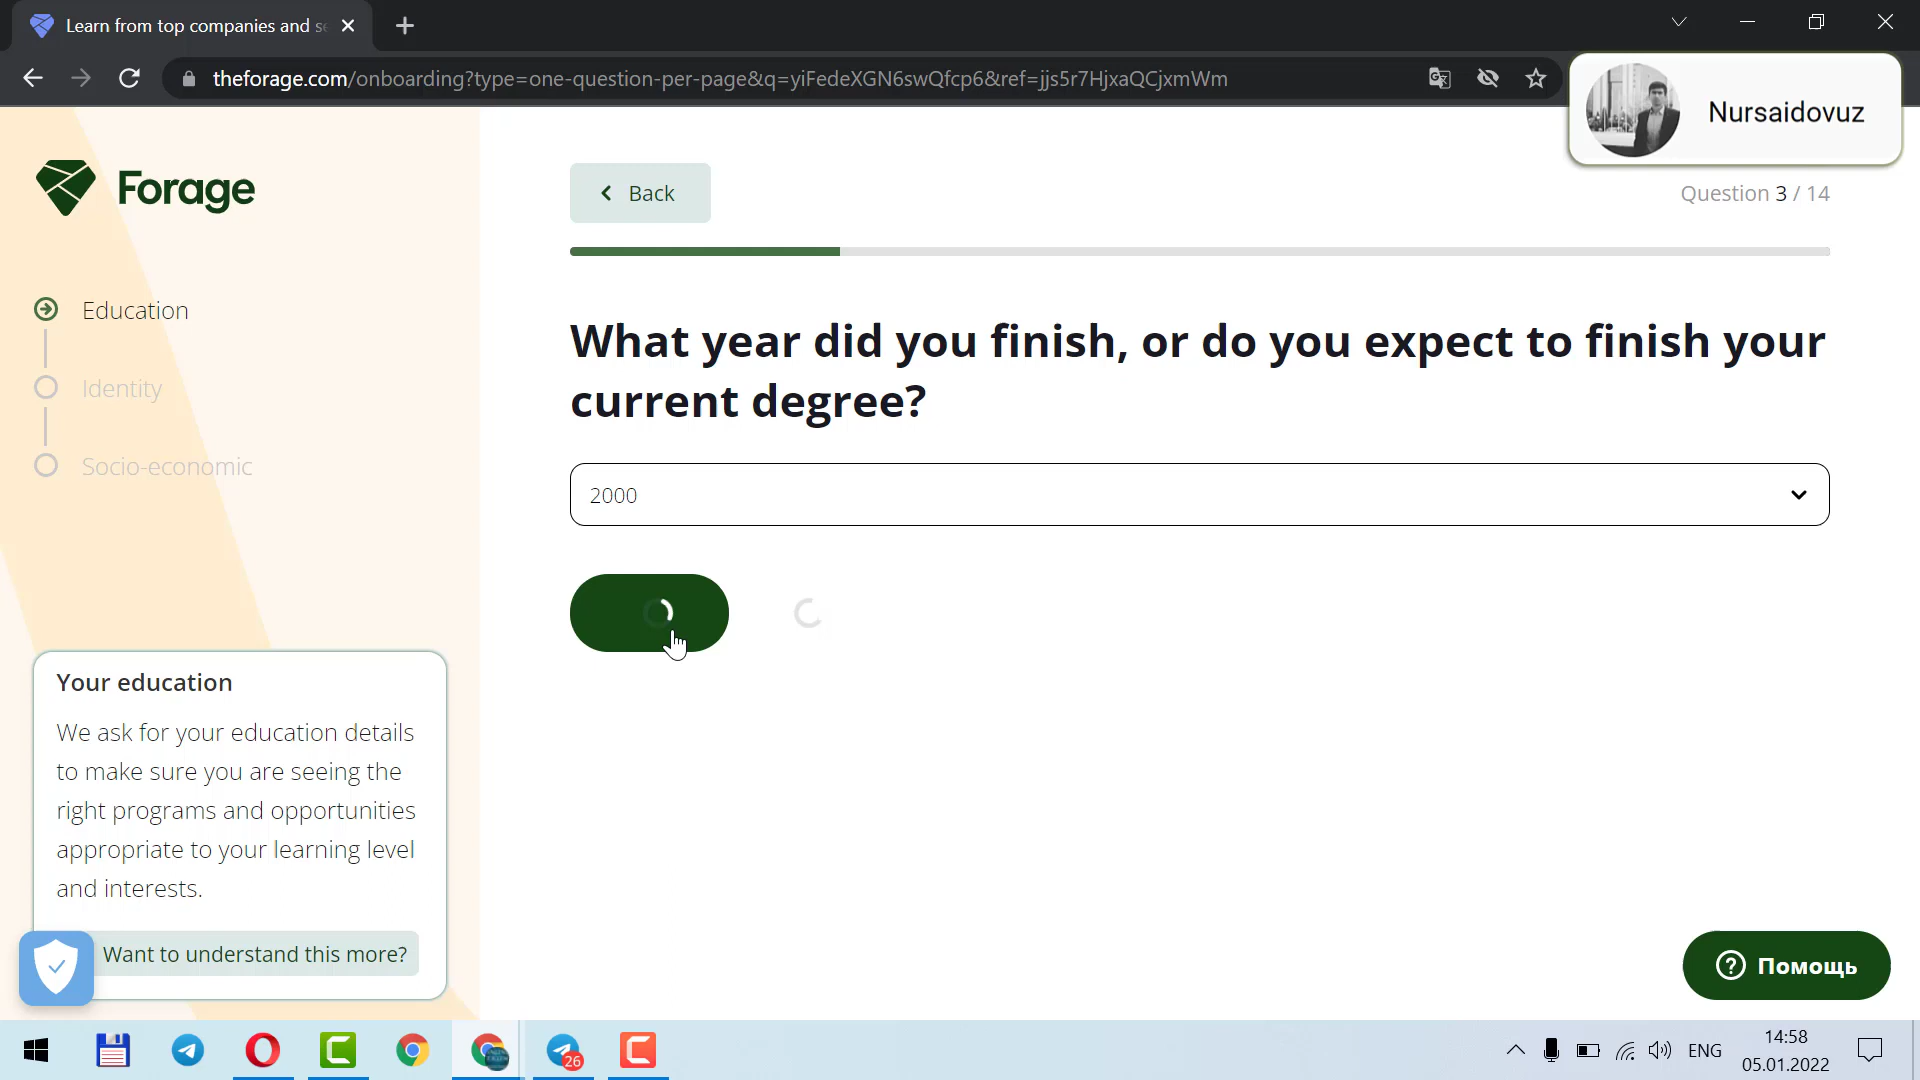 Learn from top companies and se
theforage.com/onboarding?type=one-question-per-page&q=yiFedeXGN6swQfcp6&ref=jjs5r7HjxaQCjxmWm
Nursaidovuz
Forage
Back
Question 3 / 14
Education
Identity
Socio-economic
What year did you finish, or do you expect to finish your
current degree?
2000
Your education
We ask for your education details
to make sure you are seeing the
right programs and opportunities
appropriate to your learning level
and interests.
Want to understand this more?
Помощь
26
ENG
14:58
05.01.2022